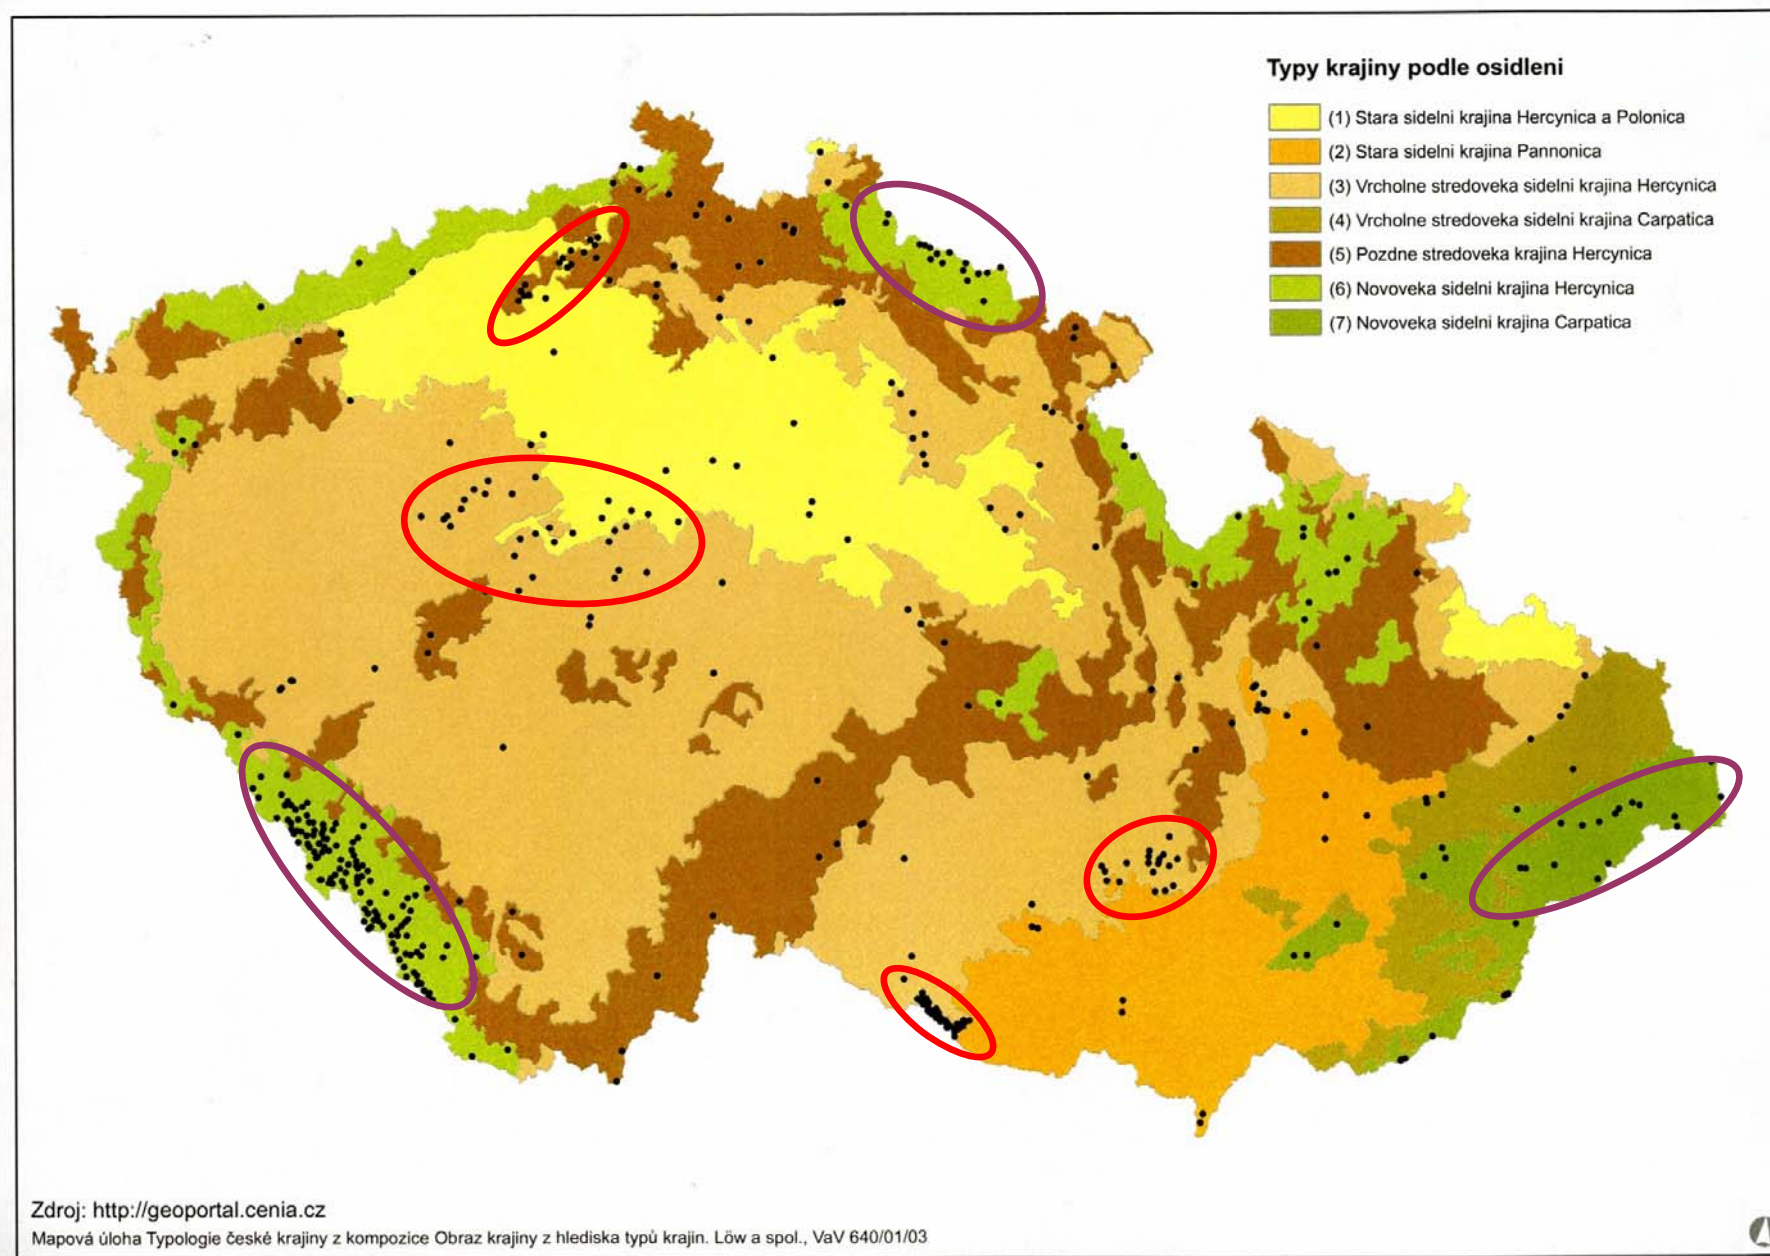 Typy krajiny podle osidleni
(1) Stara sidelni krajina Hercynica a Polonica
(2) Stara sidelni krajina Pannonica
(3) Vrcholne stredoveka sidelni krajina Hercynica
(4) Vrcholne stredoveka sidelni krajina Carpatica
(5) Pozdne stredoveka krajina Hercynica
(6) Novoveka sidelni krajina Hercynica
(7) Novoveka sidelni krajina Carpatica
Zdroj: http://geoportal.cenia.cz
Mapová úloha Typologie české krajiny z kompozice Obraz krajiny z hlediska typů krajin. Löw a spol., VaV 640/01/03